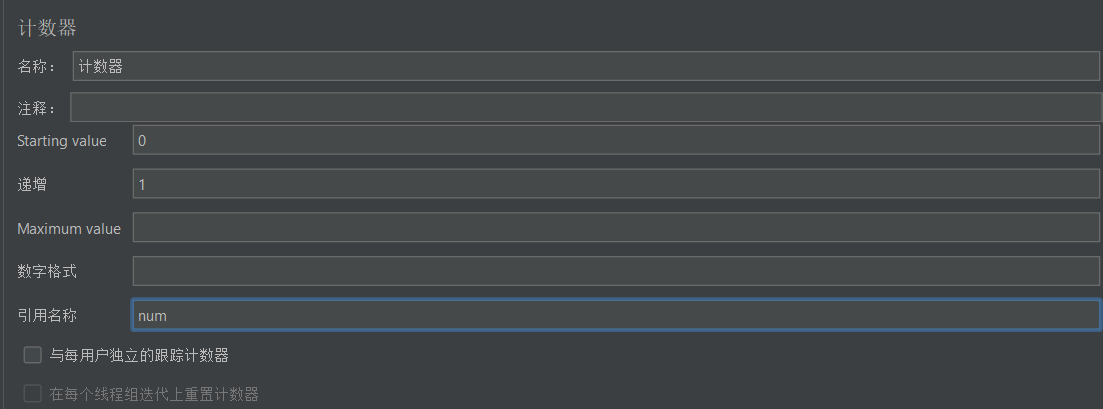 计数器
名称： 计数器
注释：
Starting value 0
递增 1
Maximum value
数字格式
引用名称 num
与每用户独立的跟踪计数器
在每个线程组迭代上重置计数器